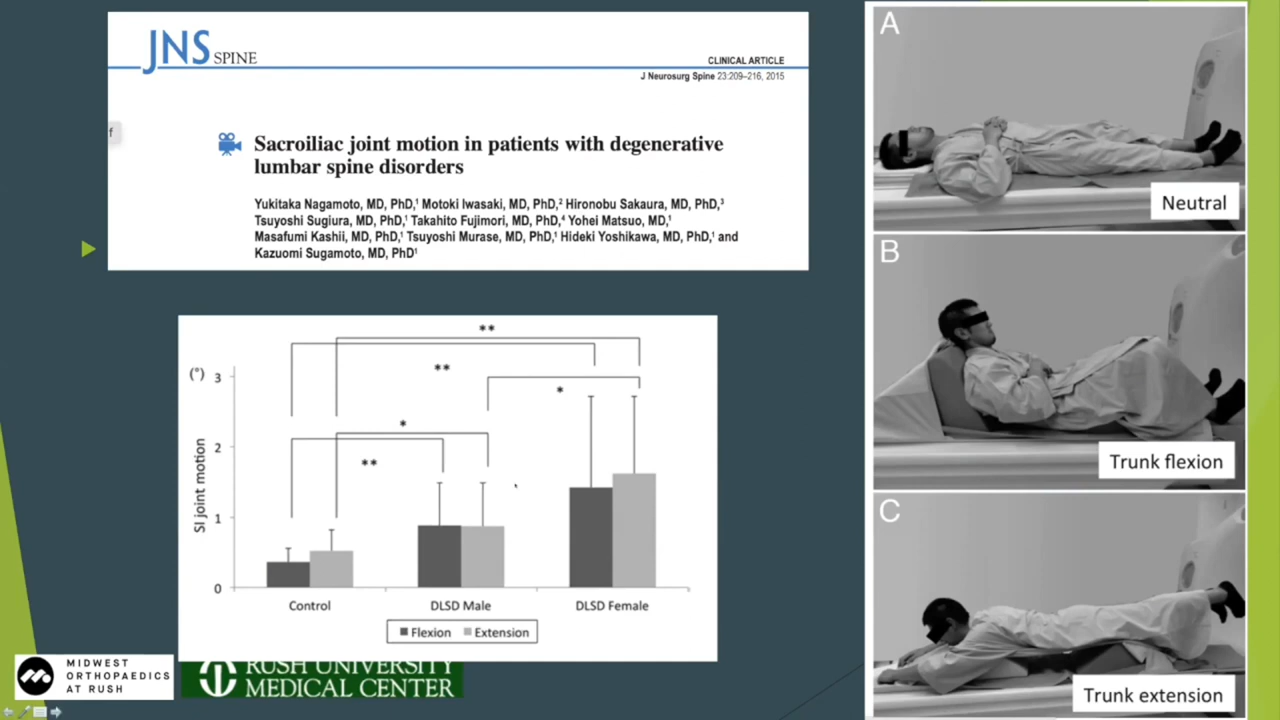 JNS SPINE
CLINICAL ARTICLE
J Neurosurg Spine 23:209–216, 2015
f
Sacroiliac joint motion in patients with degenerative
lumbar spine disorders
Yukitaka Nagamoto, MD, PhD,¹ Motoki Iwasaki, MD, PhD,² Hironobu Sakaura, MD, PhD,³
Tsuyoshi Sugiura, MD, PhD,¹ Takahito Fujimori, MD, PhD,⁴ Yohei Matsuo, MD,¹
Masafumi Kashii, MD, PhD,¹ Tsuyoshi Murase, MD, PhD,¹ Hideki Yoshikawa, MD, PhD,¹ and
Kazuomi Sugamoto, MD, PhD¹
**
**
*
*
**
(°)
3
2
1
0
SI joint motion
Control
DLSD Male
DLSD Female
Flexion
Extension
MIDWEST
ORTHOPAEDICS
AT RUSH
RUSH UNIVERSITY
MEDICAL CENTER
A
Neutral
B
Trunk flexion
C
Trunk extension